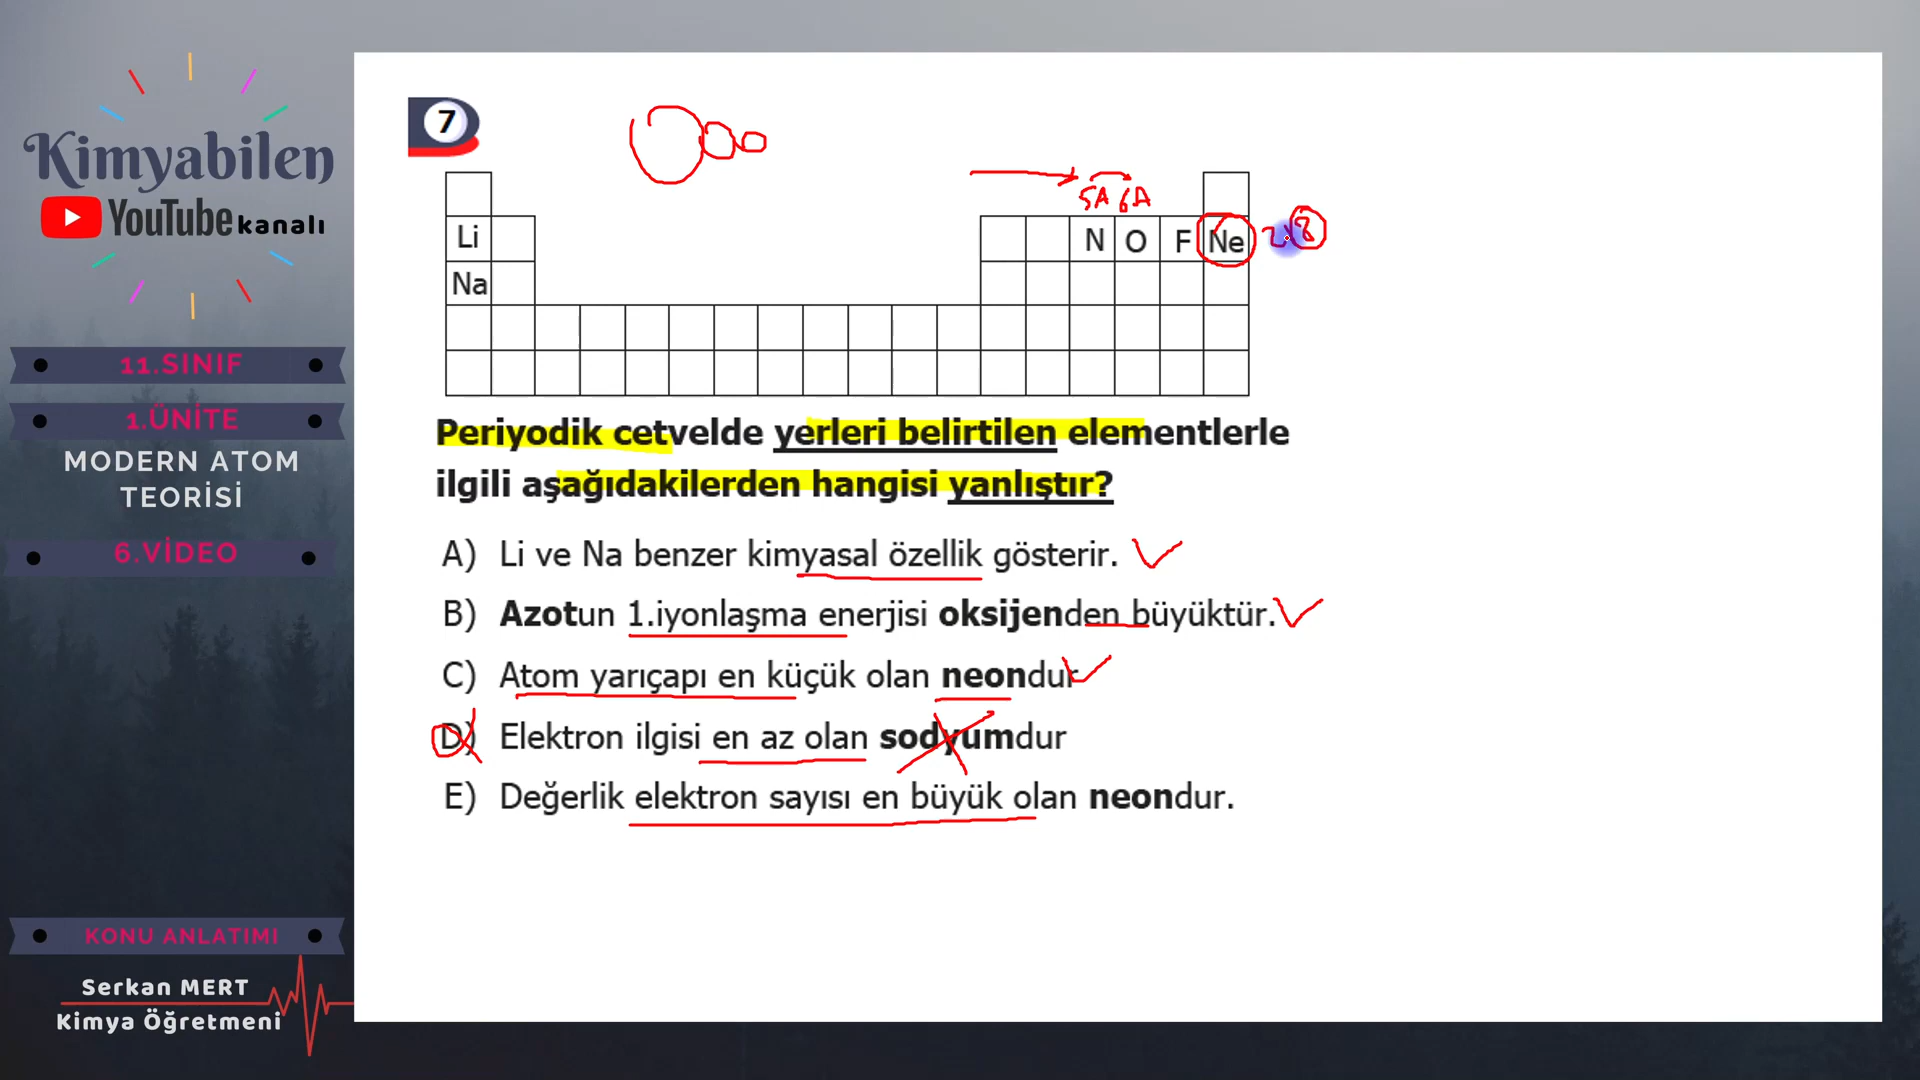 Kimyabilen
YouTube kanalı
11.SINIF
1.ÜNİTE
MODERN ATOM
TEORİSİ
6.VİDEO
KONU ANLATIMI
Serkan MERT
Kimya Öğretmeni
7
5A 6A
Li N O F Ne 2 8
Na
Periyodik cetvelde yerleri belirtilen elementlerle
ilgili aşağıdakilerden hangisi yanlıştır?
A) Li ve Na benzer kimyasal özellik gösterir.
B) Azotun 1.iyonlaşma enerjisi oksijenden büyüktür.
C) Atom yarıçapı en küçük olan neondur
D) Elektron ilgisi en az olan sodyumdur
E) Değerlik elektron sayısı en büyük olan neondur.